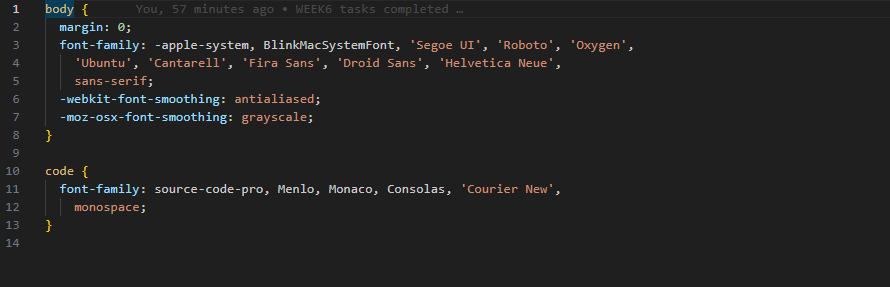 1 body {     You, 57 minutes ago • WEEK6 tasks completed …
2   margin: 0;
3   font-family: -apple-system, BlinkMacSystemFont, 'Segoe UI', 'Roboto', 'Oxygen',
4     'Ubuntu', 'Cantarell', 'Fira Sans', 'Droid Sans', 'Helvetica Neue',
5     sans-serif;
6   -webkit-font-smoothing: antialiased;
7   -moz-osx-font-smoothing: grayscale;
8 }
9
10 code {
11   font-family: source-code-pro, Menlo, Monaco, Consolas, 'Courier New',
12     monospace;
13 }
14